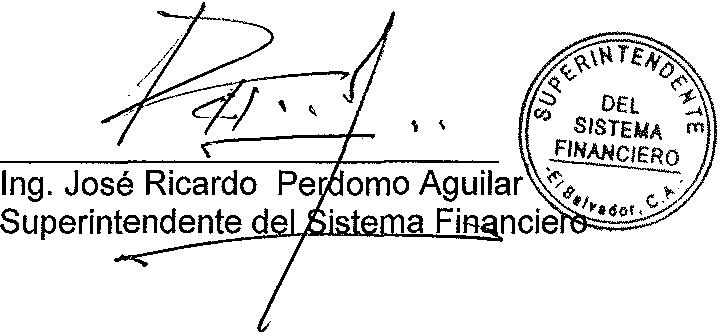 Ing. José Ricardo Perdomo Aguilar
Superintendente del Sistema Financiero
SUPERINTENDENTE
DEL
SISTEMA
FINANCIERO
El Salvador, C.A.